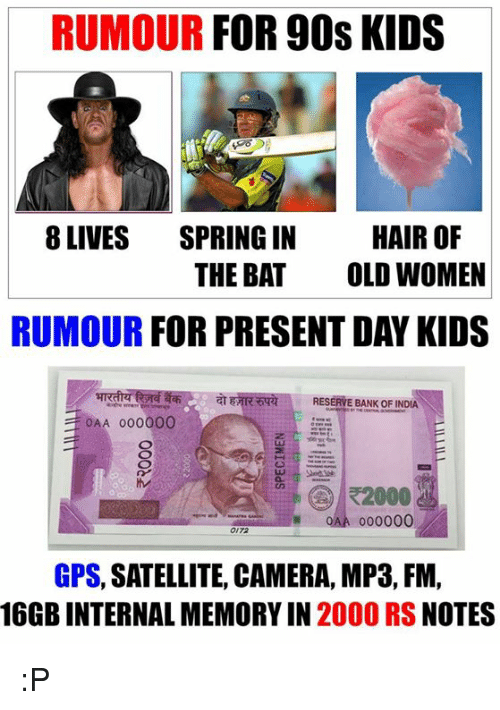 RUMOUR FOR 90s KIDS
8 LIVES
SPRING IN
THE BAT
HAIR OF
OLD WOMEN
RUMOUR FOR PRESENT DAY KIDS
भारतीय रिज़र्व बैंक
दो हज़ार रुपये
RESERVE BANK OF INDIA
0AA 000000
₹2000
SPECIMEN
₹2000
0AA 000000
0172
GPS, SATELLITE, CAMERA, MP3, FM,
16GB INTERNAL MEMORY IN 2000 RS NOTES
:P